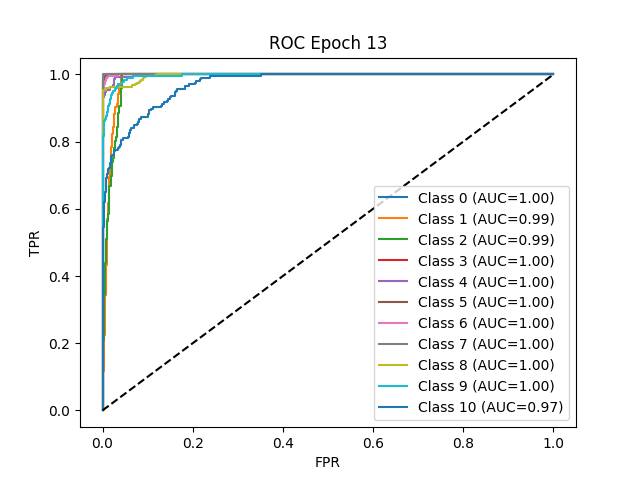 ROC Epoch 13
1.0
0.8
0.6
0.4
0.2
0.0
TPR
0.0 0.2 0.4 0.6 0.8 1.0
FPR
Class 0 (AUC=1.00)
Class 1 (AUC=0.99)
Class 2 (AUC=0.99)
Class 3 (AUC=1.00)
Class 4 (AUC=1.00)
Class 5 (AUC=1.00)
Class 6 (AUC=1.00)
Class 7 (AUC=1.00)
Class 8 (AUC=1.00)
Class 9 (AUC=1.00)
Class 10 (AUC=0.97)